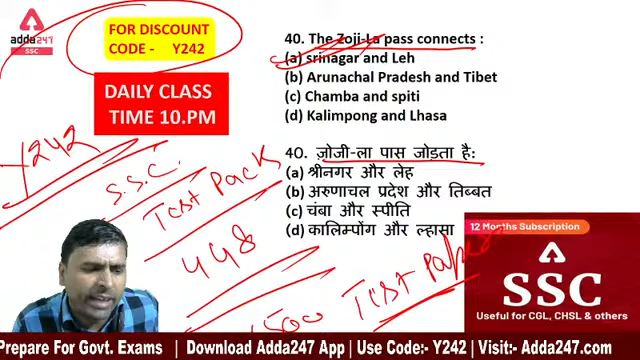 adda247
SSC
FOR DISCOUNT
CODE - Y242
DAILY CLASS
TIME 10.PM
40. The Zoji-La pass connects :
(a) srinagar and Leh
(b) Arunachal Pradesh and Tibet
(c) Chamba and spiti
(d) Kalimpong and Lhasa
40. ज़ोजी-ला पास जोड़ता है:
(a) श्रीनगर और लेह
(b) अरुणाचल प्रदेश और तिब्बत
(c) चंबा और स्पीति
(d) कालिम्पोंग और ल्हासा
Y242
S.S.C.
Test Pack
448
500 Test Paper
12 Months Subscription
SSC
Useful for CGL, CHSL & others
Prepare For Govt. Exams | Download Adda247 App | Use Code:- Y242 | Visit:- Adda247.com